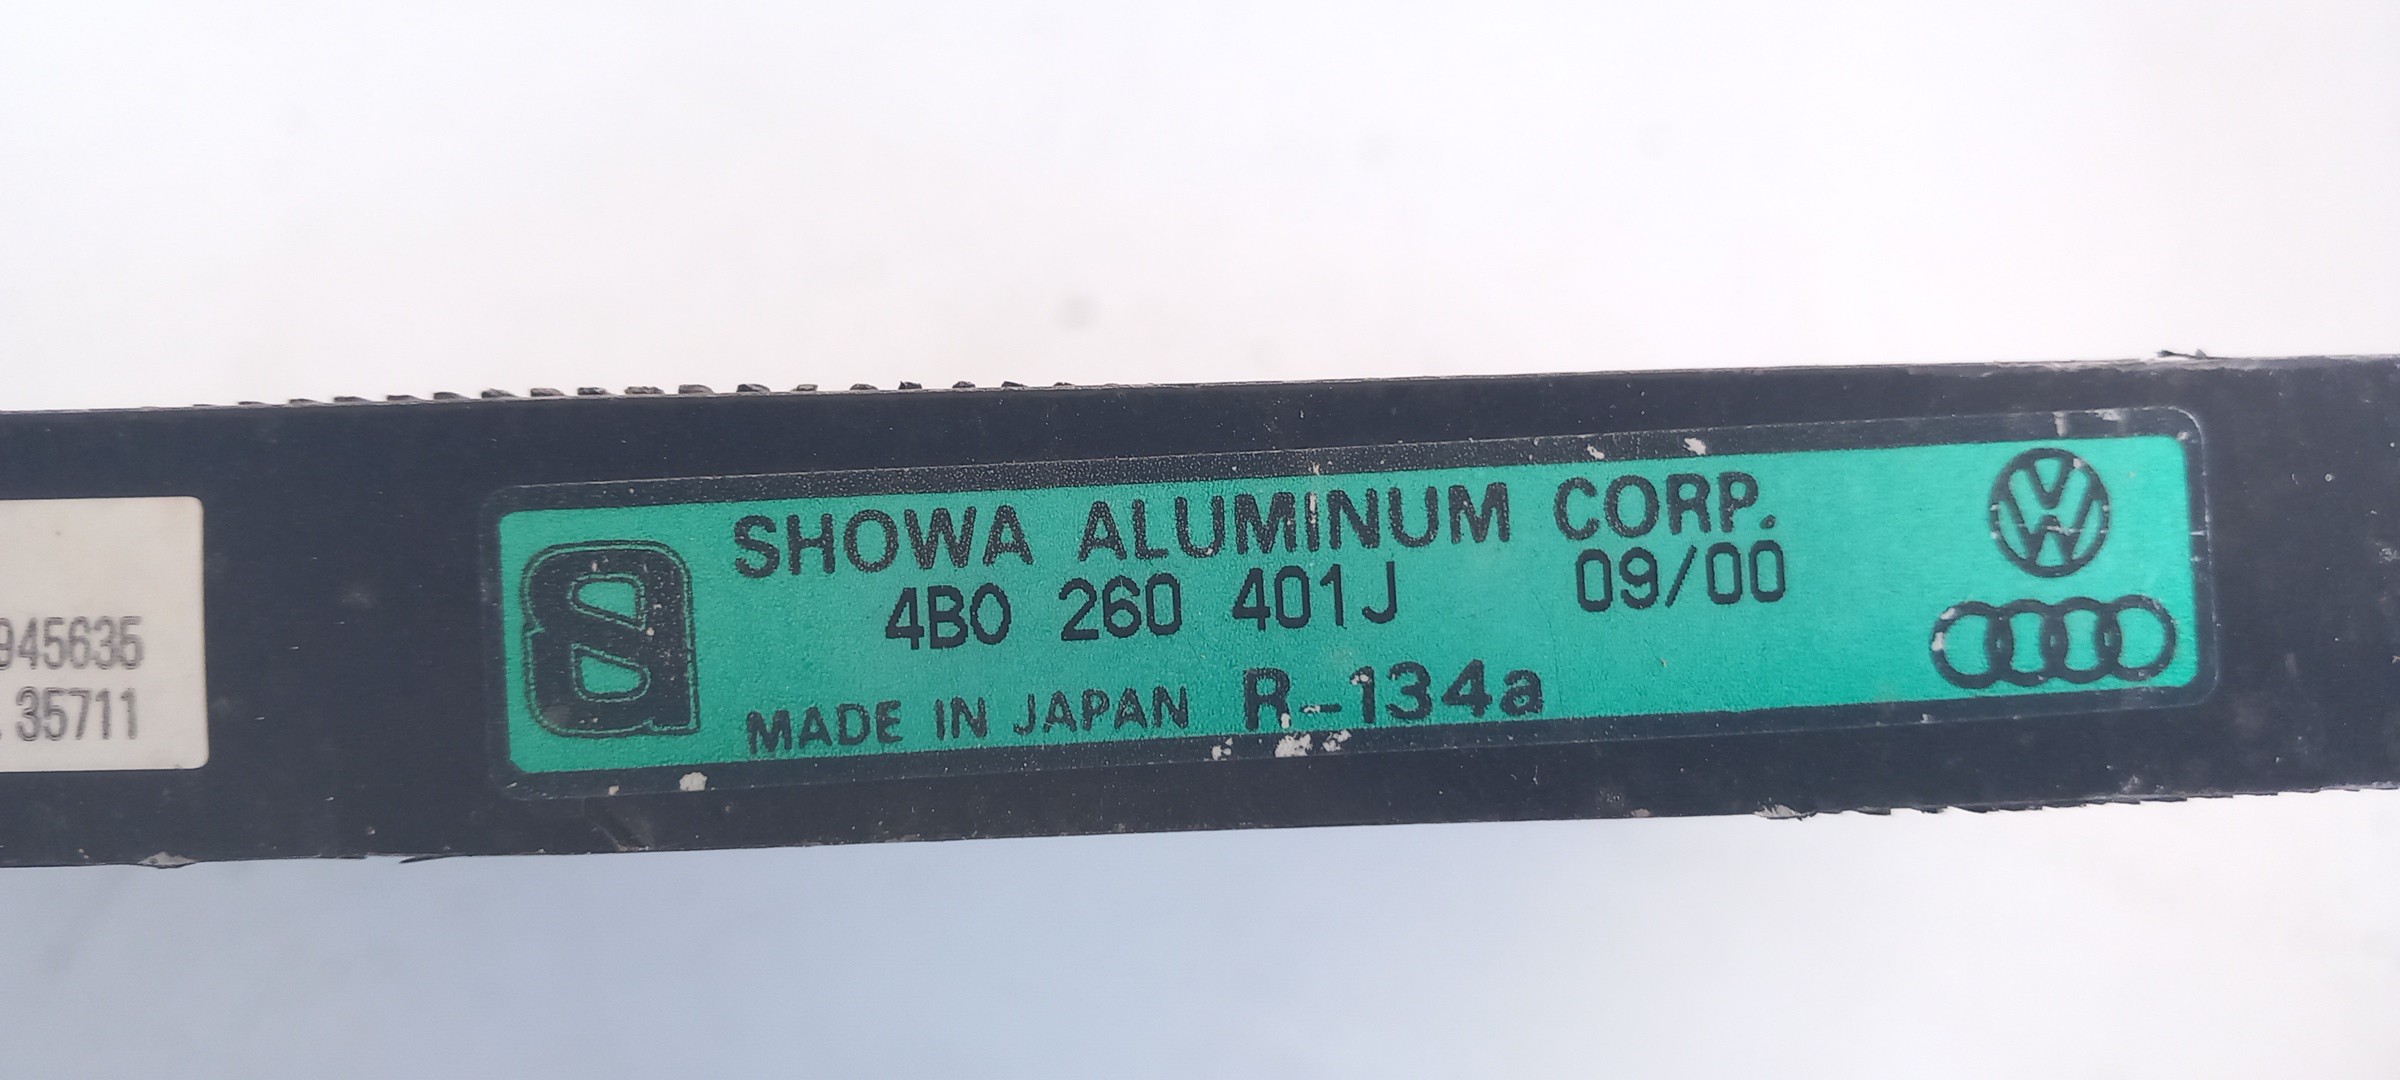 945635
.35711
SHOWA ALUMINUM CORP.
4B0 260 401J 09/00
MADE IN JAPAN R-134a